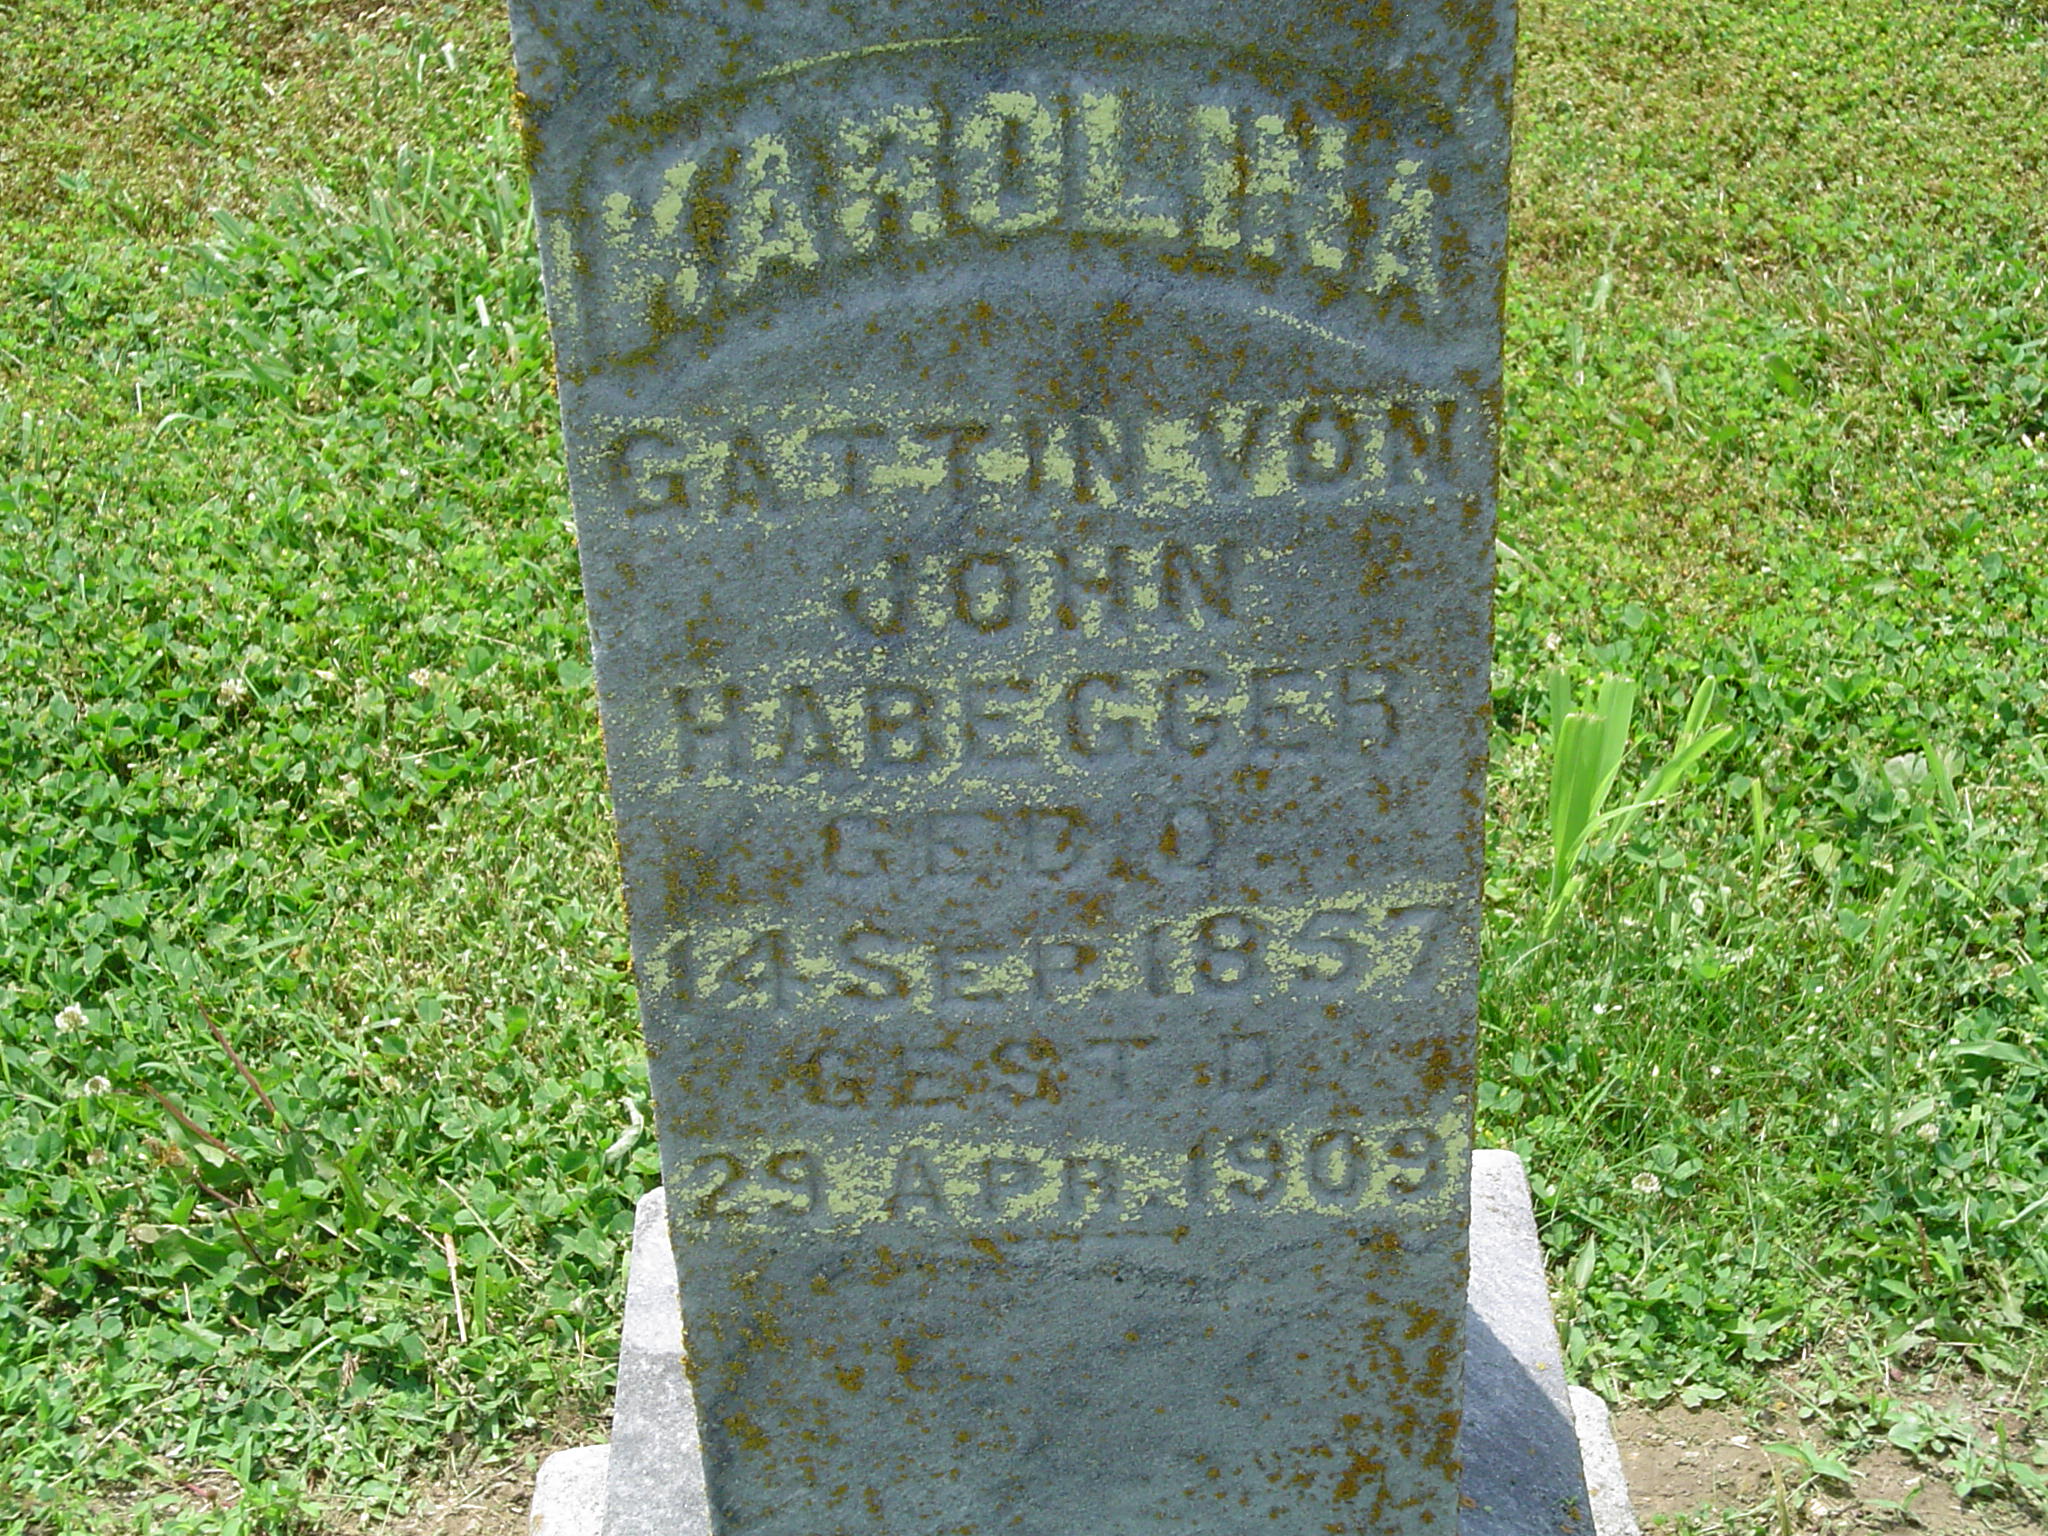 KAROLINA
GATTIN VON
JOHN
HABEGGER
GEB. D.
14 SEP. 1857
GEST. D.
29 APR. 1909